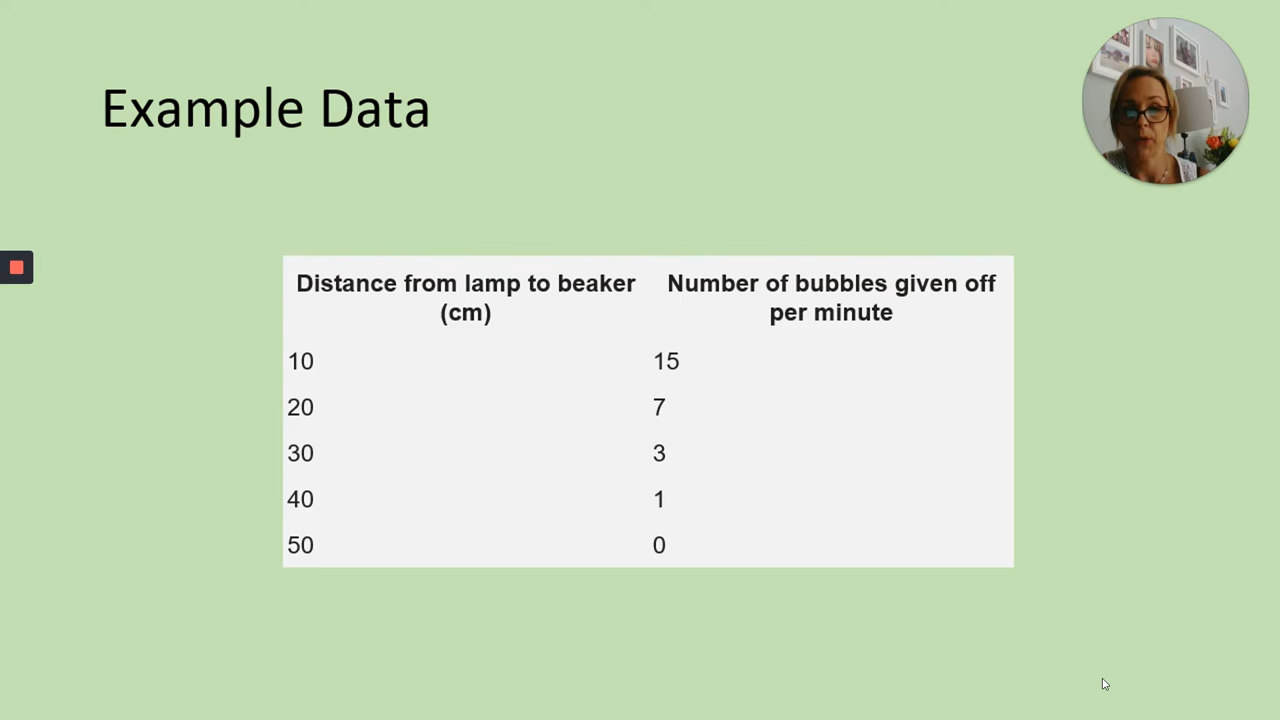 Example Data
Distance from lamp to beaker
(cm)
Number of bubbles given off
per minute
10 15
20 7
30 3
40 1
50 0